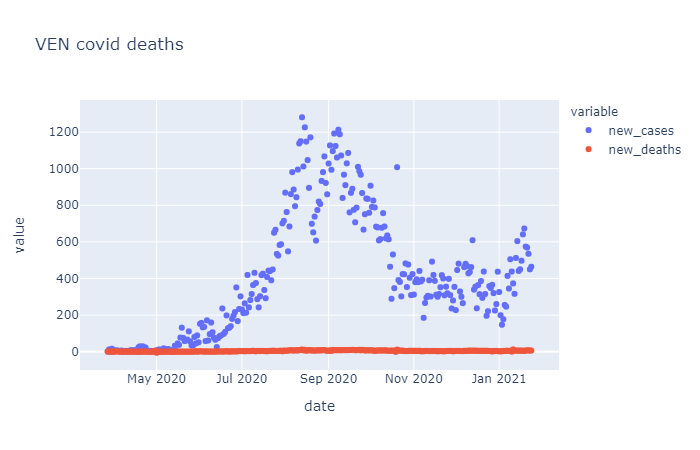 VEN covid deaths
variable
new_cases
new_deaths
1200
1000
800
600
400
200
0
value
May 2020
Jul 2020
Sep 2020
Nov 2020
Jan 2021
date